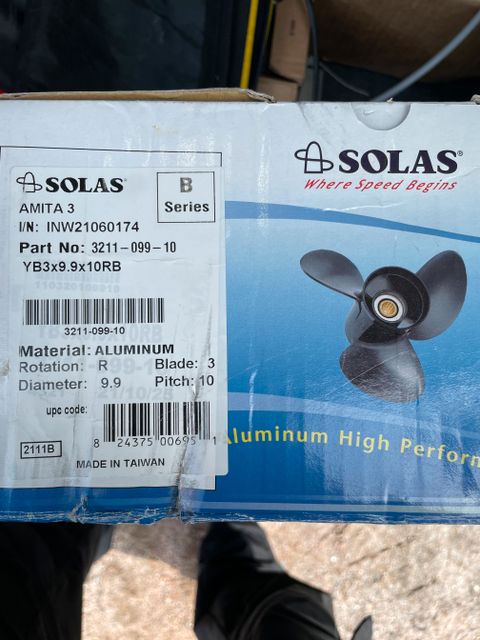 SOLAS®
Where Speed Begins
SOLAS®
B
Series
AMITA 3
I/N: INW21060174
Part No: 3211-099-10
YB3x9.9x10RB
3211-099-10
Material: ALUMINUM
Rotation: R Blade: 3
Diameter: 9.9 Pitch: 10
upc code:
8 24375 00695 1
2111B
MADE IN TAIWAN
Aluminum High Perform